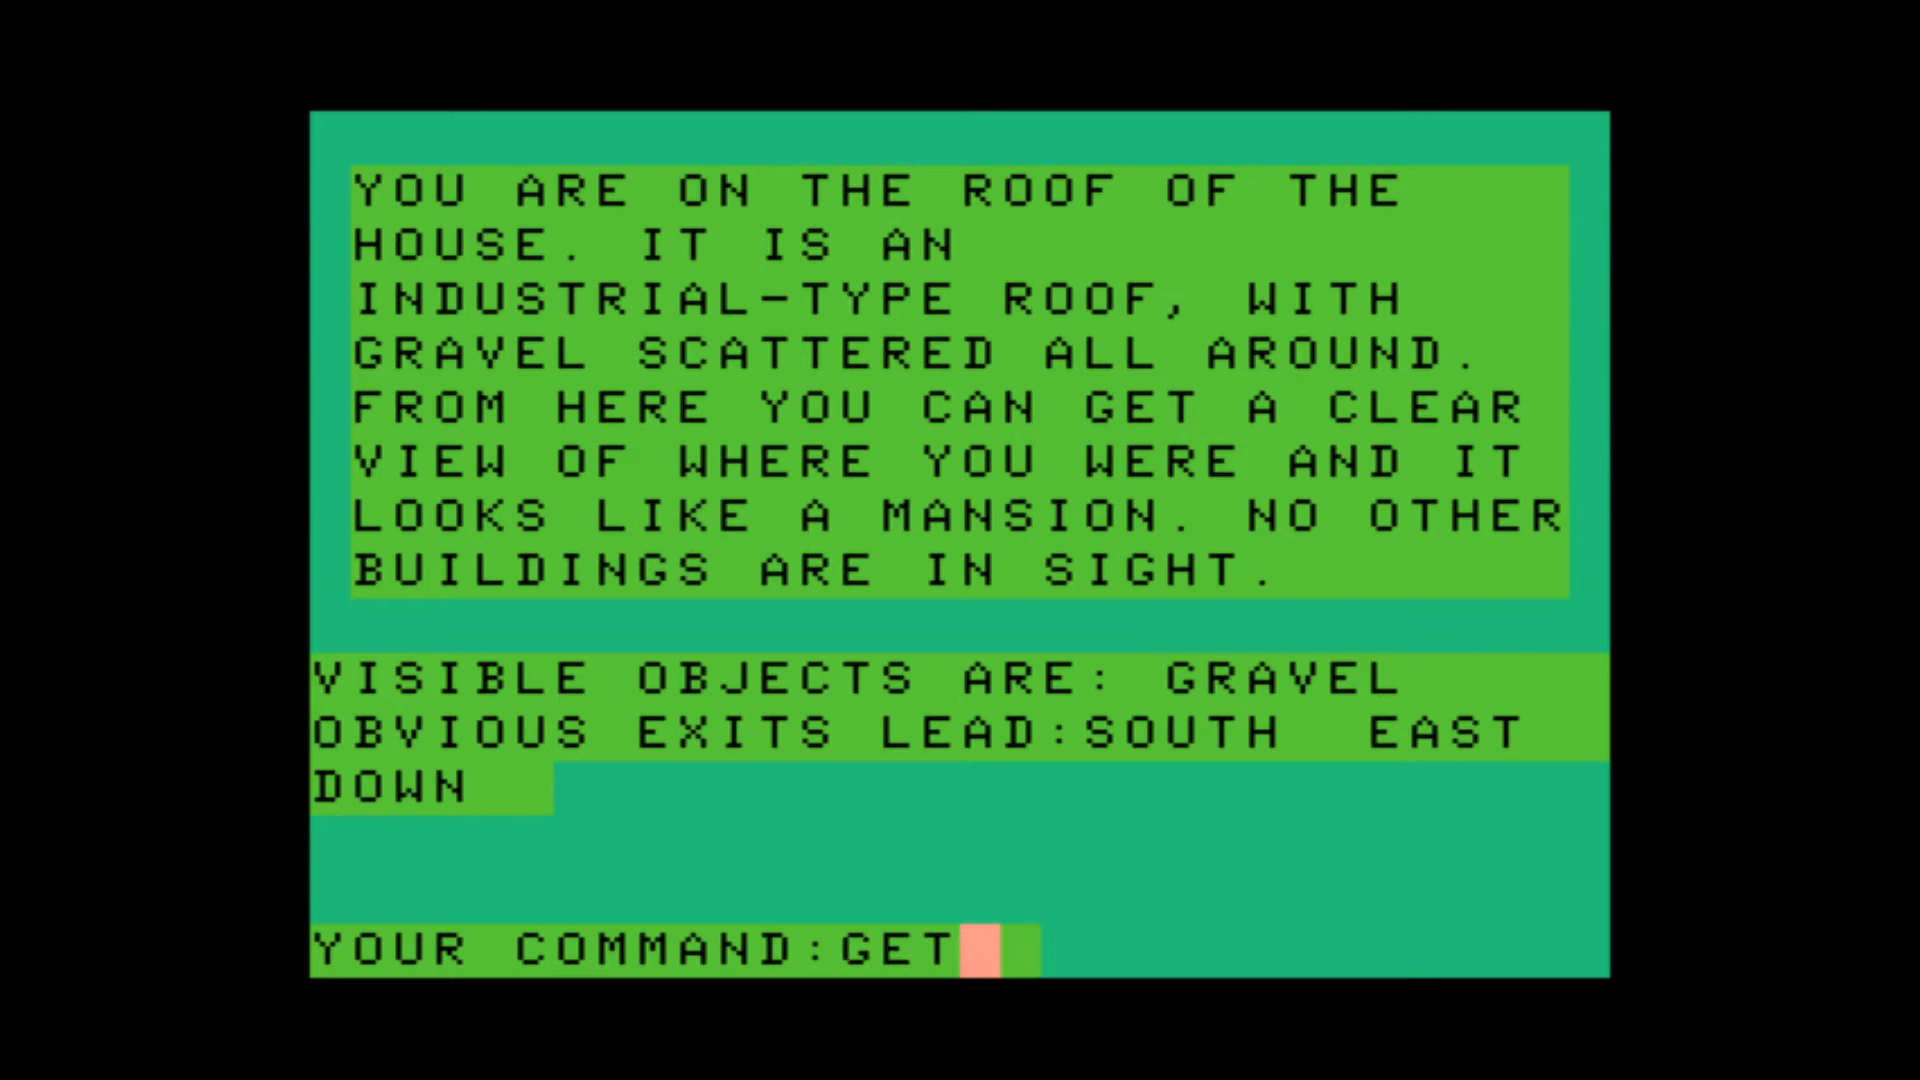 YOU ARE ON THE ROOF OF THE
HOUSE. IT IS AN
INDUSTRIAL-TYPE ROOF, WITH
GRAVEL SCATTERED ALL AROUND.
FROM HERE YOU CAN GET A CLEAR
VIEW OF WHERE YOU WERE AND IT
LOOKS LIKE A MANSION. NO OTHER
BUILDINGS ARE IN SIGHT.
VISIBLE OBJECTS ARE: GRAVEL
OBVIOUS EXITS LEAD:SOUTH  EAST
DOWN
YOUR COMMAND:GET